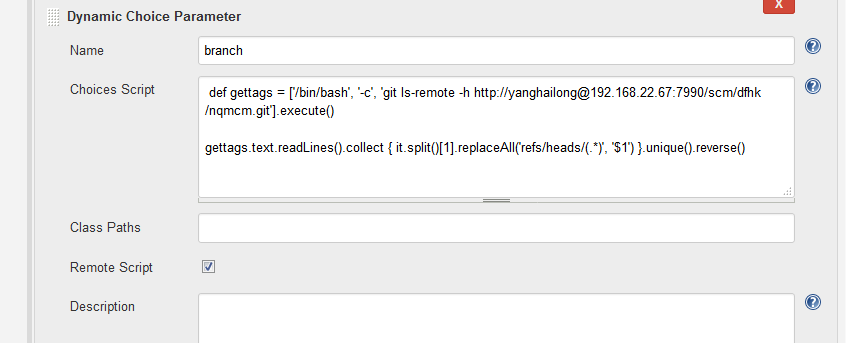 X
Dynamic Choice Parameter
Name
branch
Choices Script
def gettags = ['/bin/bash', '-c', 'git ls-remote -h http://yanghailong@192.168.22.67:7990/scm/dfhk
/nqmcm.git'].execute()
gettags.text.readLines().collect { it.split()[1].replaceAll('refs/heads/(.*)', '$1') }.unique().reverse()
Class Paths
Remote Script
Description